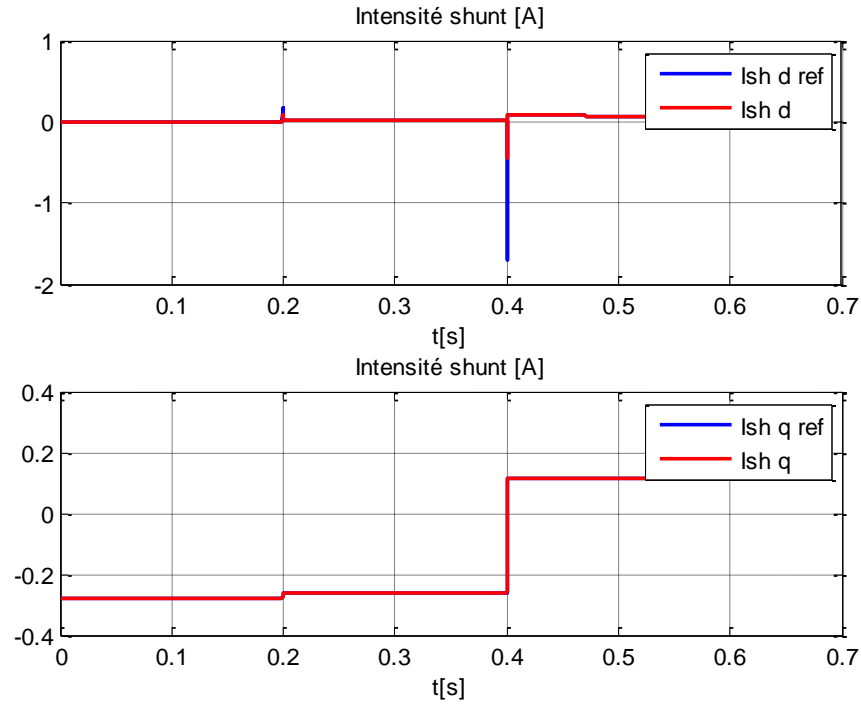 Intensité shunt [A]
1
0
-1
-2
Ish d ref
Ish d
0.1 0.2 0.3 0.4 0.5 0.6 0.7
t[s]
Intensité shunt [A]
0.4
0.2
0
-0.2
-0.4
Ish q ref
Ish q
0 0.1 0.2 0.3 0.4 0.5 0.6 0.7
t[s]